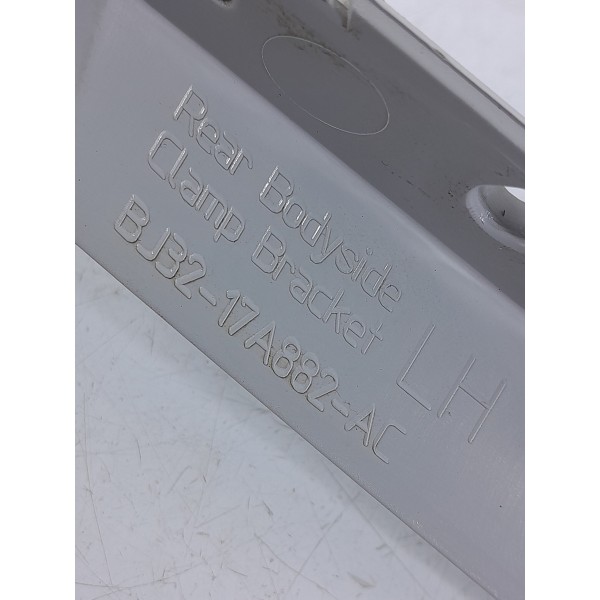 Rear Bodyside
Clamp Bracket LH
BJ32-17A882-AC